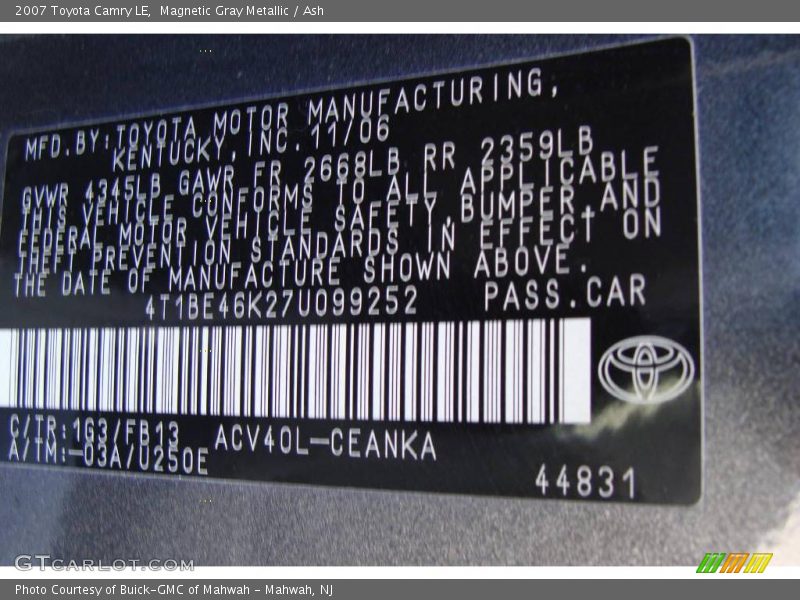 2007 Toyota Camry LE, Magnetic Gray Metallic / Ash
MFD.BY:TOYOTA MOTOR MANUFACTURING,
KENTUCKY,INC.11/06
GVWR 4345LB GAWR FR 2668LB RR 2359LB
THIS VEHICLE CONFORMS TO ALL APPLICABLE
FEDERAL MOTOR VEHICLE SAFETY,BUMPER AND
THEFT PREVENTION STANDARDS IN EFFECT ON
THE DATE OF MANUFACTURE SHOWN ABOVE.
4T1BE46K27U099252 PASS.CAR
C/TR:1G3/FB13 ACV40L-CEANKA
A/TM:-03A/U250E
44831
GTCARLOT.COM
Photo Courtesy of Buick-GMC of Mahwah - Mahwah, NJ